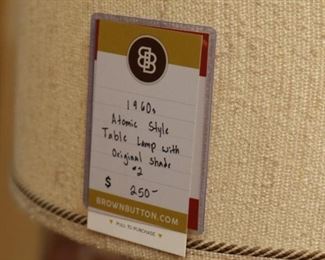 BB
1960s
Atomic Style
Table Lamp with
Original Shade
#2
$ 250-
BROWNBUTTON.COM
PULL TO PURCHASE